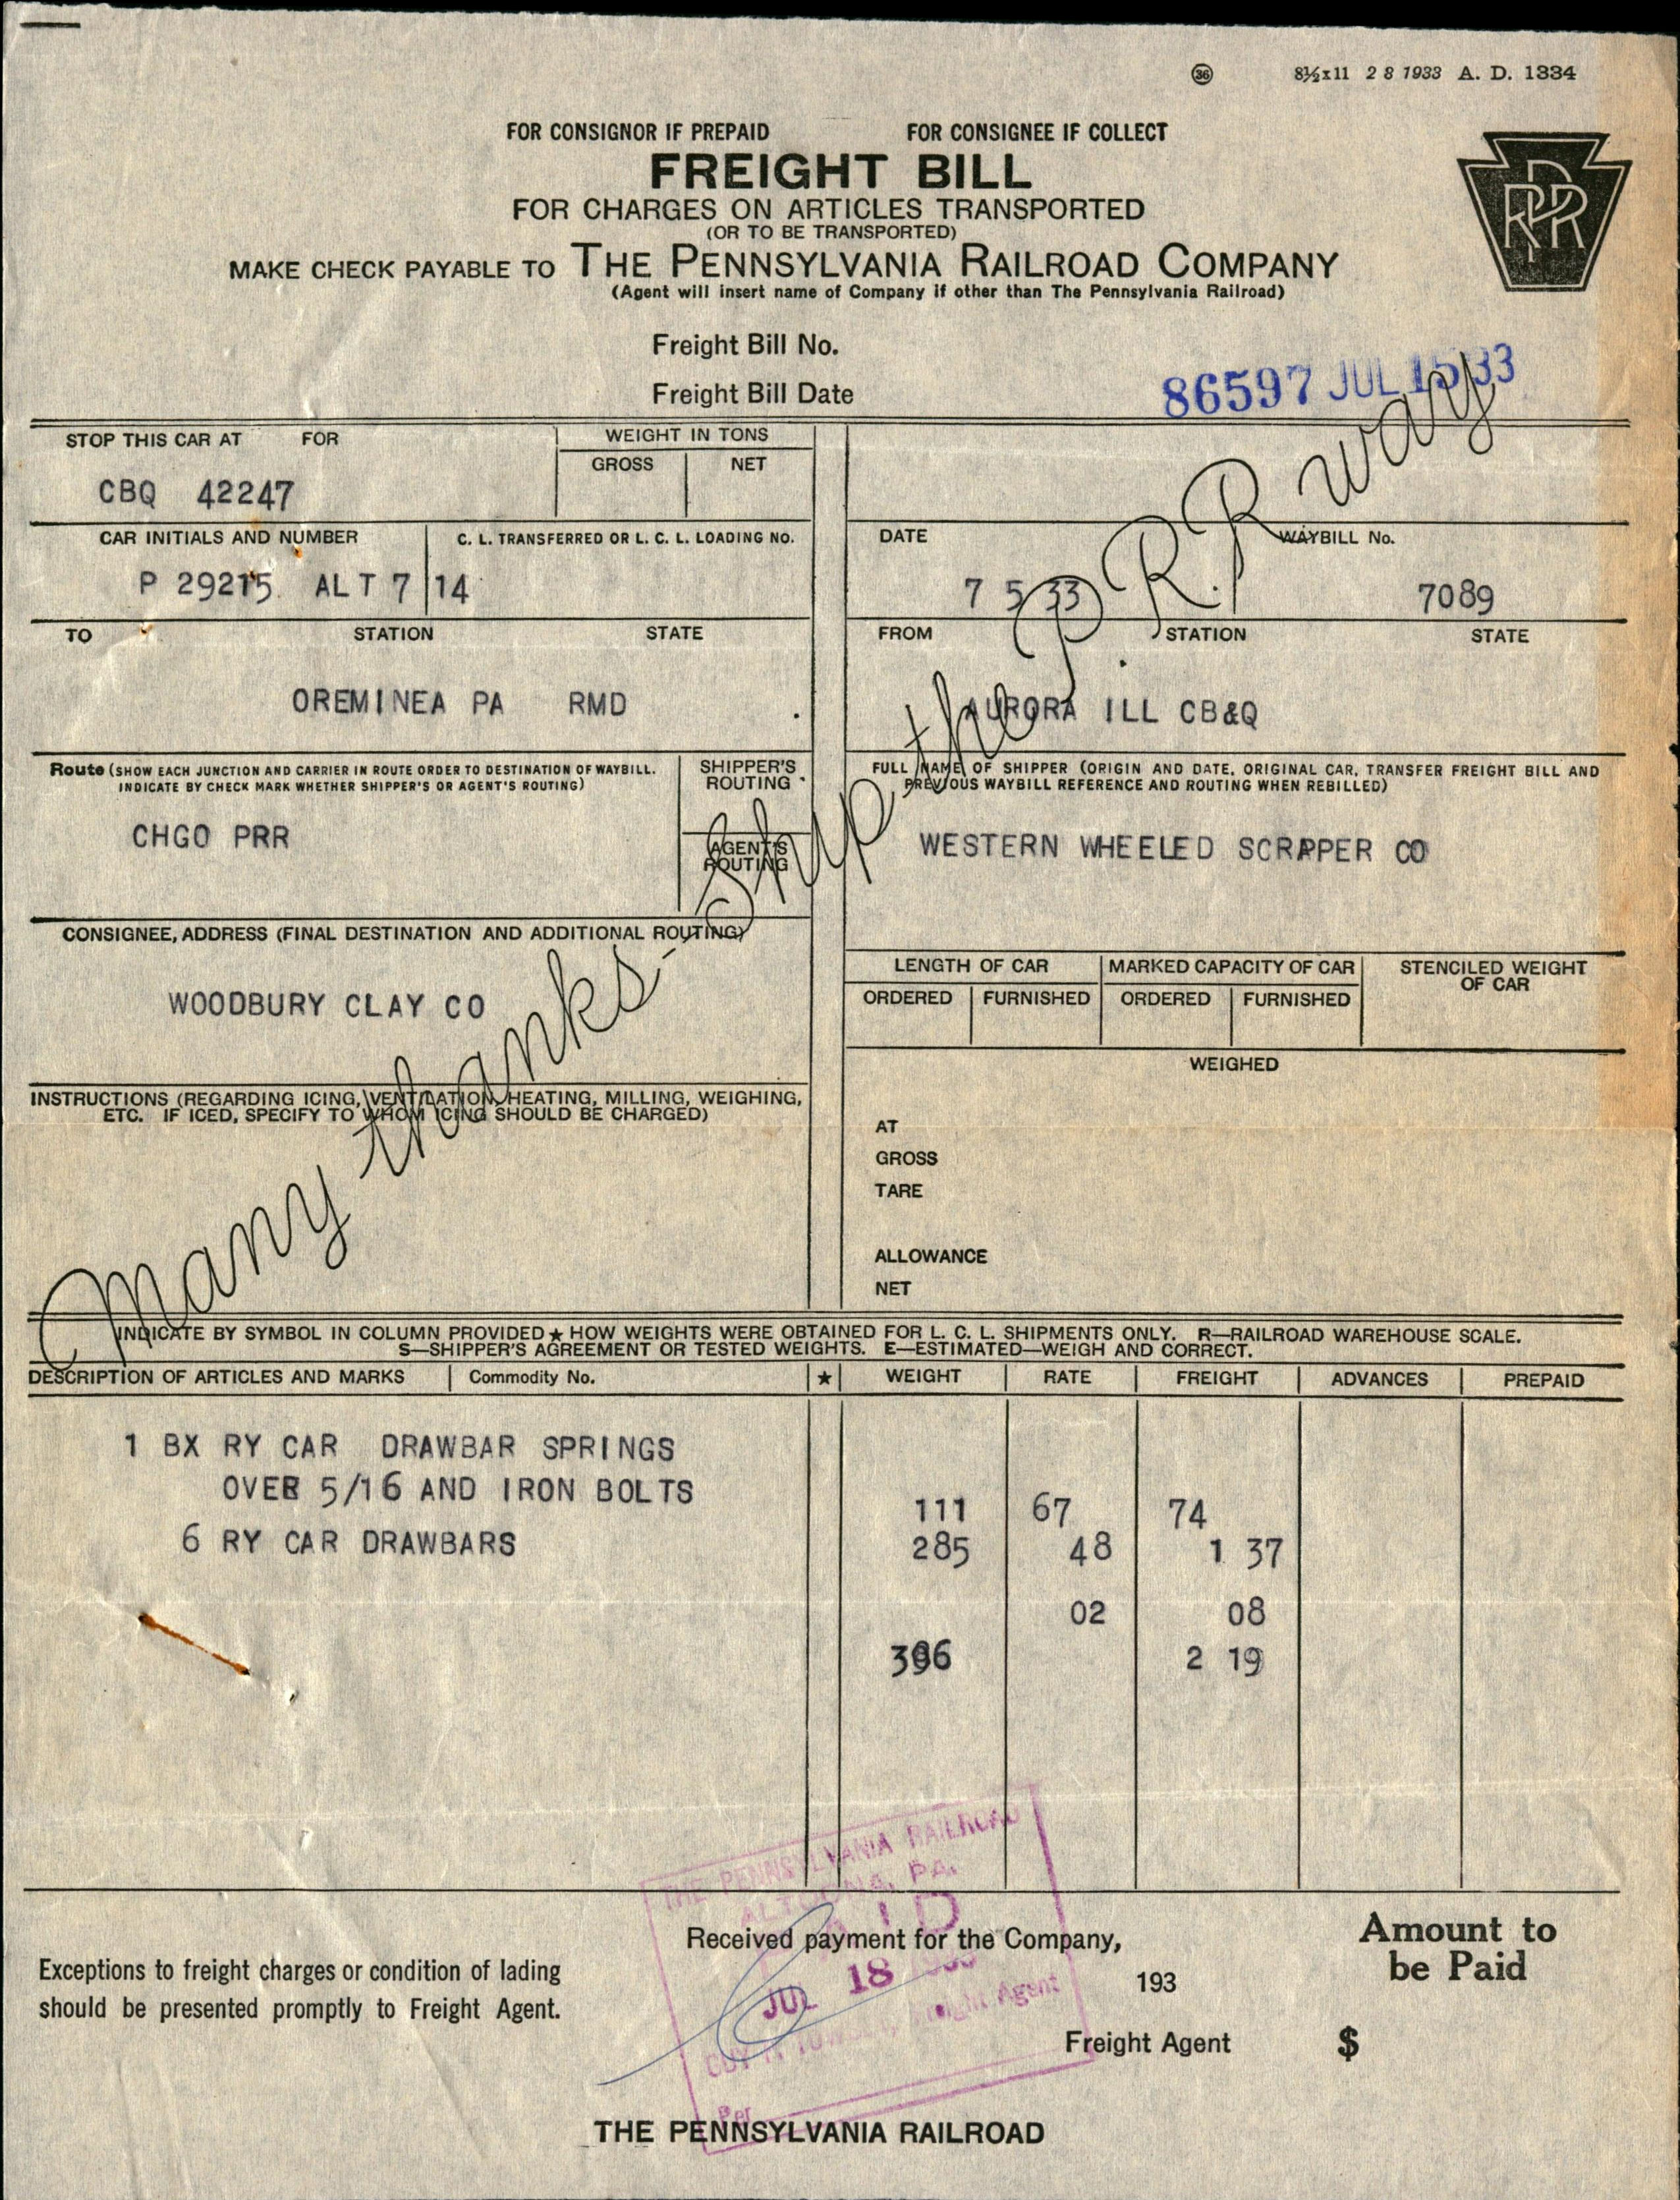 36 8½x11 2 8 1933 A. D. 1334
FOR CONSIGNOR IF PREPAID FOR CONSIGNEE IF COLLECT
FREIGHT BILL
FOR CHARGES ON ARTICLES TRANSPORTED
(OR TO BE TRANSPORTED)
MAKE CHECK PAYABLE TO THE PENNSYLVANIA RAILROAD COMPANY
(Agent will insert name of Company if other than The Pennsylvania Railroad)
PRR
Freight Bill No.
Freight Bill Date
86597 JUL 15 33
STOP THIS CAR AT FOR
WEIGHT IN TONS
GROSS NET
CBQ 42247
CAR INITIALS AND NUMBER
C. L. TRANSFERRED OR L. C. L. LOADING NO.
P 29215 ALT 7 14
DATE WAYBILL No.
7 5 33 7089
TO STATION STATE
OREMINEA PA RMD
FROM STATION STATE
AURORA ILL CB&Q
Route (SHOW EACH JUNCTION AND CARRIER IN ROUTE ORDER TO DESTINATION OF WAYBILL.
INDICATE BY CHECK MARK WHETHER SHIPPER'S OR AGENT'S ROUTING)
SHIPPER'S
ROUTING
AGENT'S
ROUTING
CHGO PRR
FULL NAME OF SHIPPER (ORIGIN AND DATE, ORIGINAL CAR, TRANSFER FREIGHT BILL AND
PREVIOUS WAYBILL REFERENCE AND ROUTING WHEN REBILLED)
WESTERN WHEELED SCRAPPER CO
CONSIGNEE, ADDRESS (FINAL DESTINATION AND ADDITIONAL ROUTING)
WOODBURY CLAY CO
LENGTH OF CAR MARKED CAPACITY OF CAR STENCILED WEIGHT
OF CAR
ORDERED FURNISHED ORDERED FURNISHED
WEIGHED
INSTRUCTIONS (REGARDING ICING, VENTILATION, HEATING, MILLING, WEIGHING,
ETC. IF ICED, SPECIFY TO WHOM ICING SHOULD BE CHARGED)
AT
GROSS
TARE
ALLOWANCE
NET
Many thanks - Ship the P. R. R way
INDICATE BY SYMBOL IN COLUMN PROVIDED ★ HOW WEIGHTS WERE OBTAINED FOR L. C. L. SHIPMENTS ONLY. R—RAILROAD WAREHOUSE SCALE.
S—SHIPPER'S AGREEMENT OR TESTED WEIGHTS. E—ESTIMATED—WEIGH AND CORRECT.
DESCRIPTION OF ARTICLES AND MARKS Commodity No. ★ WEIGHT RATE FREIGHT ADVANCES PREPAID
1 BX RY CAR DRAWBAR SPRINGS
OVER 5/16 AND IRON BOLTS
111 67 74
6 RY CAR DRAWBARS 285 48 1 37
02 08
396 2 19
THE PENNSYLVANIA RAILROAD
ALTOONA, PA.
PAID
JUL 18
Freight Agent
Per
Received payment for the Company,
193
Freight Agent
Exceptions to freight charges or condition of lading
should be presented promptly to Freight Agent.
Amount to
be Paid
$
THE PENNSYLVANIA RAILROAD